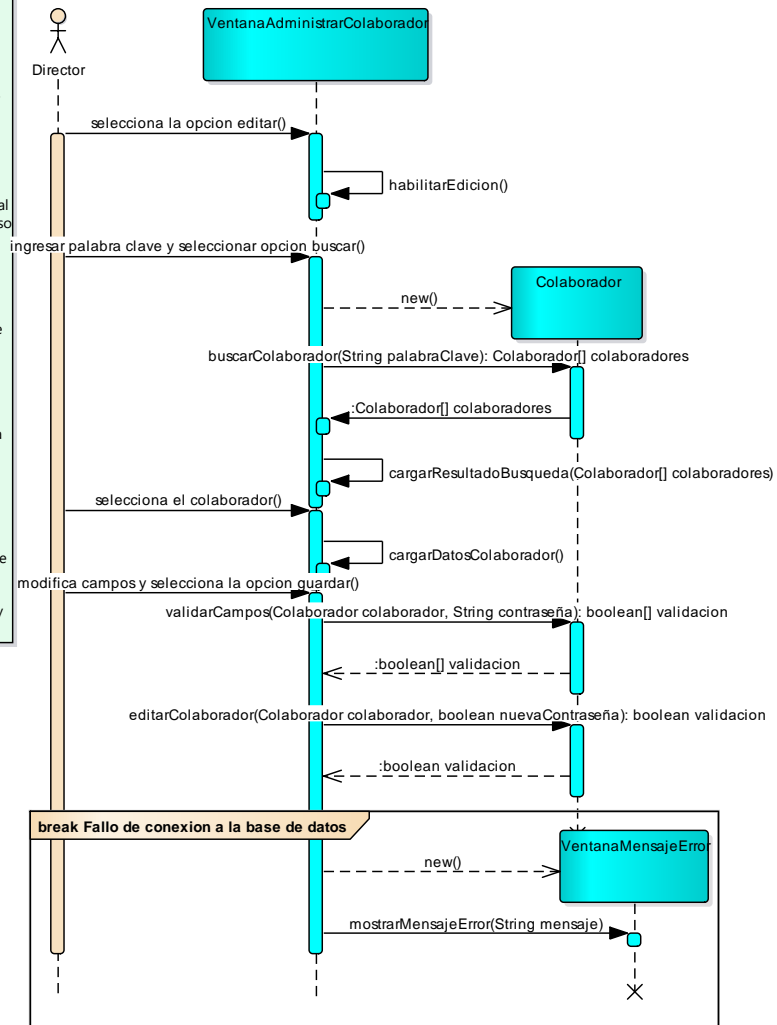 VentanaAdministrarColaborador
Director
selecciona la opcion editar()
habilitarEdicion()
al
so
ingresar palabra clave y seleccionar opcion buscar()
Colaborador
new()
e
buscarColaborador(String palabraClave): Colaborador[] colaboradores
:Colaborador[] colaboradores
cargarResultadoBusqueda(Colaborador[] colaboradores)
selecciona el colaborador()
cargarDatosColaborador()
e
modifica campos y selecciona la opcion guardar()
validarCampos(Colaborador colaborador, String contraseña): boolean[] validacion
y
:boolean[] validacion
editarColaborador(Colaborador colaborador, boolean nuevaContraseña): boolean validacion
:boolean validacion
break Fallo de conexion a la base de datos
VentanaMensajeError
new()
mostrarMensajeError(String mensaje)